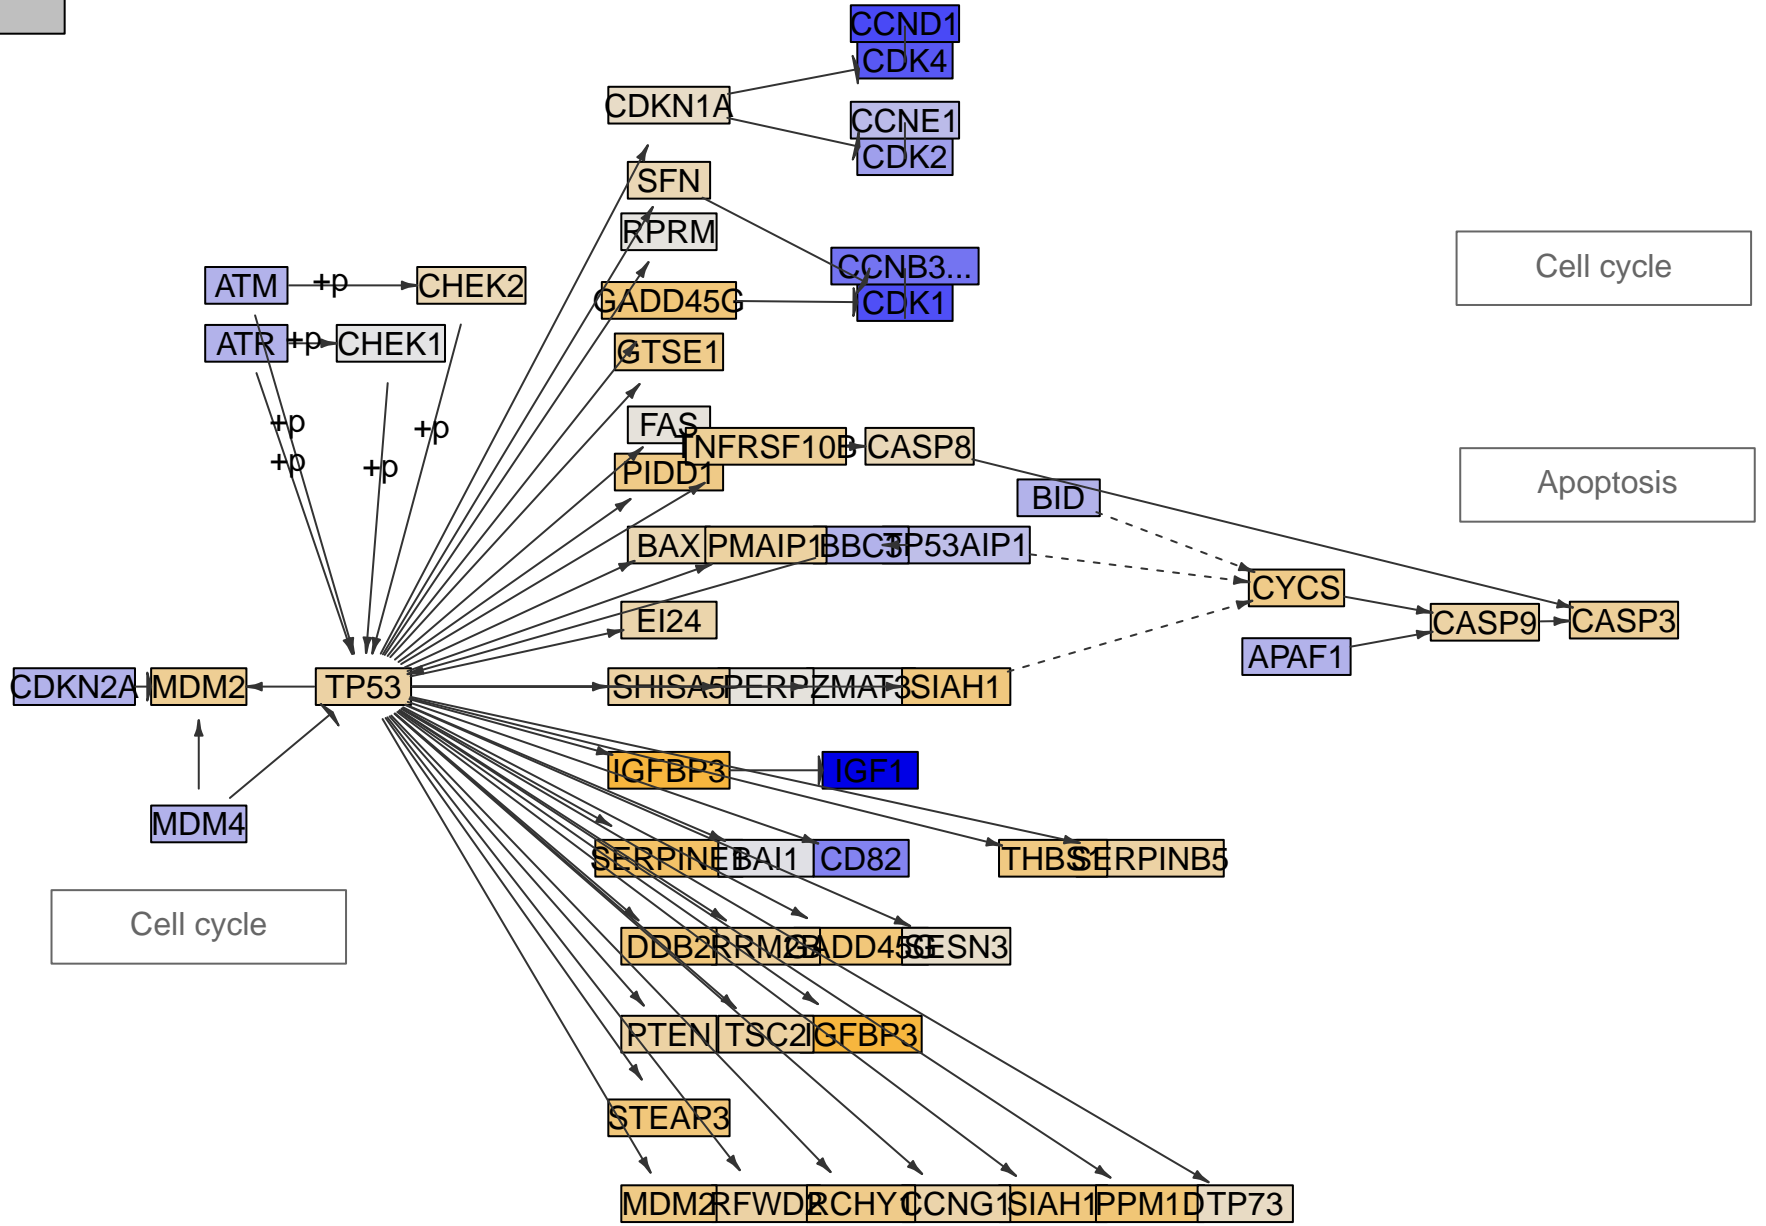 CCND1
CDK4
CDKN1A
CCNE1
CDK2
SFN
RPRM
CCNB3...
Cell cycle
ATM +p CHEK2
GADD45G
CDK1
ATR +p CHEK1
GTSE1
+p
+p
FAS
TNFRSF10B
CASP8
+p
+p
PIDD1
Apoptosis
BID
BAX PMAIP1 BBC3 TP53AIP1
CYCS
EI24
CASP9
CASP3
APAF1
CDKN2A MDM2 TP53 SHISA5 PERP ZMAT3 SIAH1
IGFBP3 IGF1
MDM4
SERPINE1 BAI1 CD82 THBS1 SERPINB5
Cell cycle
DDB2 RRM2B GADD45G SESN3
PTEN TSC2 IGFBP3
STEAP3
MDM2 RFWD2 RCHY1 CCNG1 SIAH1 PPM1D TP73